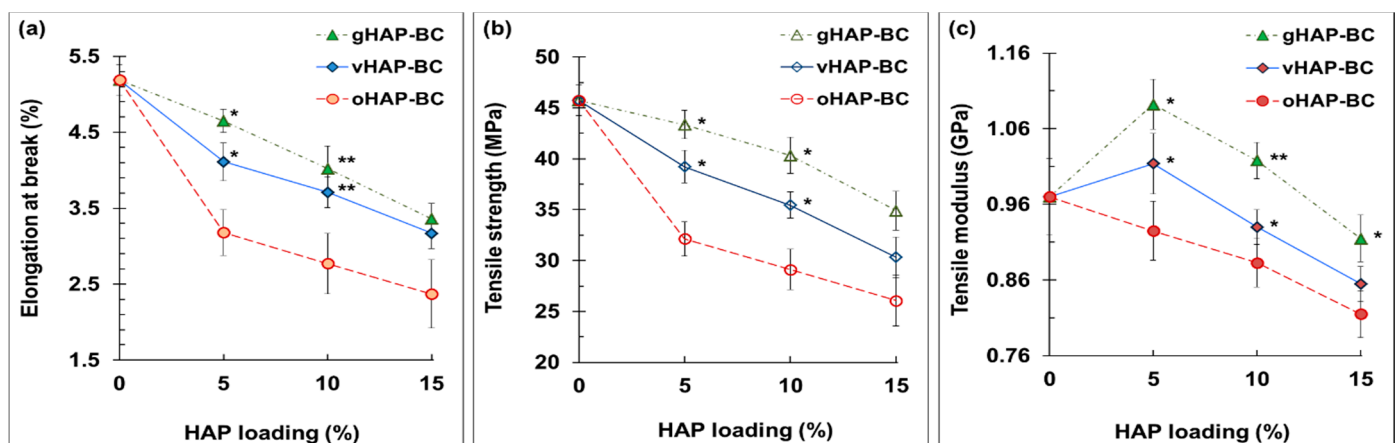 (a)
gHAP-BC
vHAP-BC
oHAP-BC
Elongation at break (%)
5.5
4.5
3.5
2.5
1.5
*
*
**
**
0
5
10
15
HAP loading (%)
(b)
gHAP-BC
vHAP-BC
oHAP-BC
Tensile strength (MPa)
50
45
40
35
30
25
20
*
*
*
*
0
5
10
15
HAP loading (%)
(c)
gHAP-BC
vHAP-BC
oHAP-BC
Tensile modulus (GPa)
1.16
1.06
0.96
0.86
0.76
*
*
**
*
*
0
5
10
15
HAP loading (%)